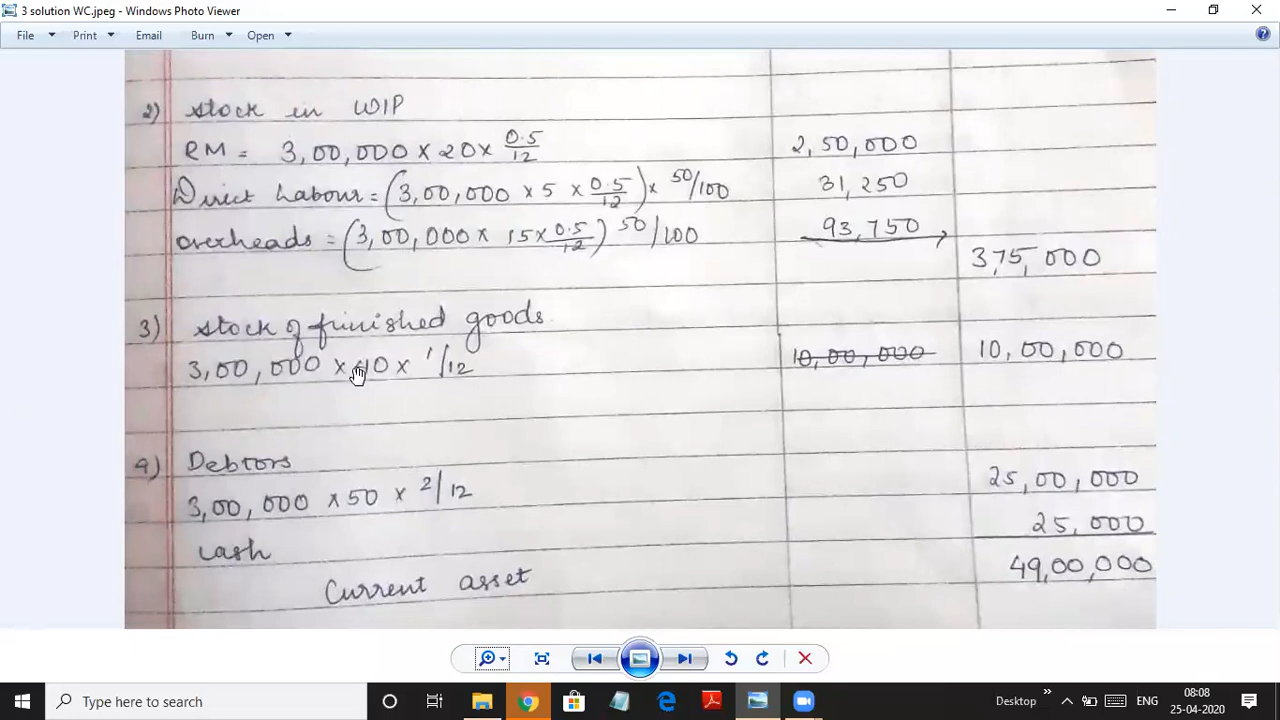 3 solution WC.jpeg - Windows Photo Viewer
File Print Email Burn Open
2) Stock in WIP
RM = 3,00,000 × 20 × 0.5/12 2,50,000
Direct Labour = (3,00,000 × 5 × 0.5/12) × 50/100 31,250
overheads = (3,00,000 × 15 × 0.5/12) 50/100 93,750
3,75,000
3) Stock of finished goods
3,00,000 × 40 × 1/12 10,00,000 10,00,000
4) Debtors
3,00,000 × 50 × 2/12 25,00,000
Cash 25,000
Current asset 49,00,000
Type here to search
Desktop
ENG
08:08
25-04-2020